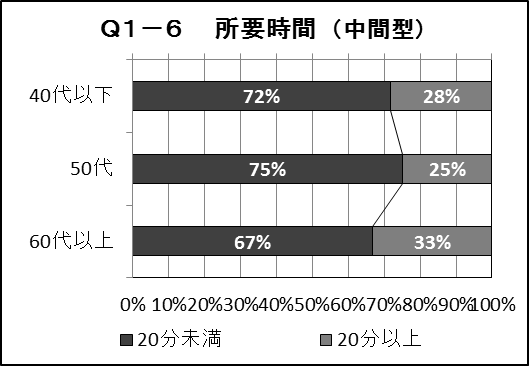 Q1－6　所要時間（中間型）
40代以下 72% 28%
50代 75% 25%
60代以上 67% 33%
0% 10% 20% 30% 40% 50% 60% 70% 80% 90% 100%
■20分未満 ■20分以上